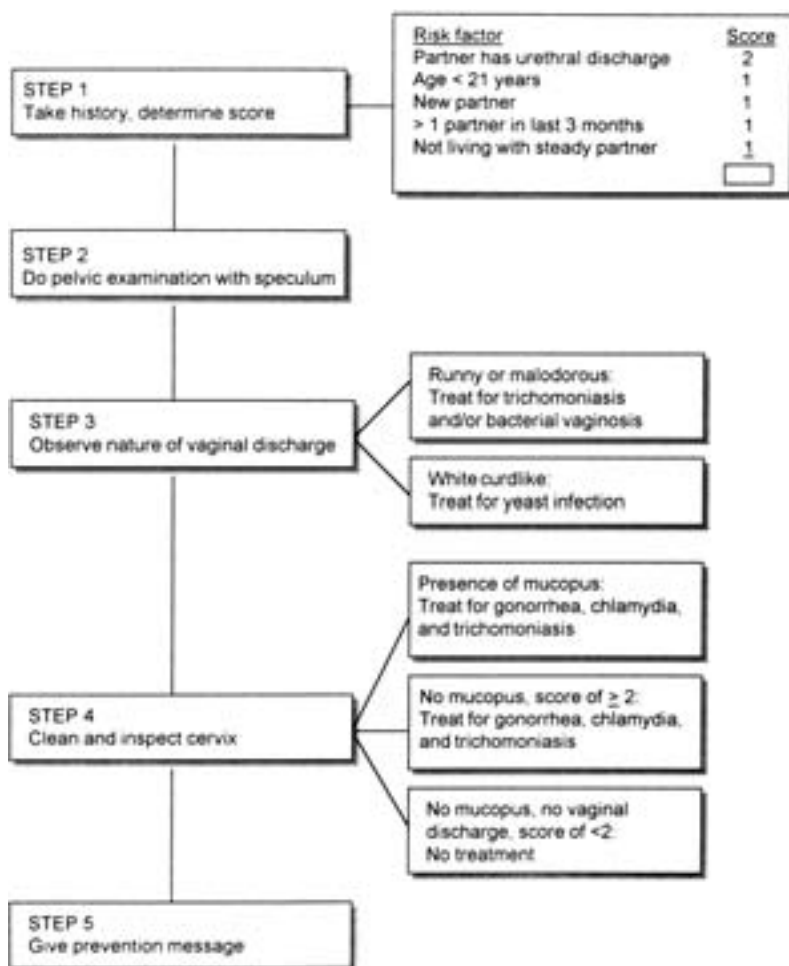 Risk factor Score
Partner has urethral discharge 2
Age < 21 years 1
New partner 1
> 1 partner in last 3 months 1
Not living with steady partner 1
STEP 1
Take history, determine score
STEP 2
Do pelvic examination with speculum
STEP 3
Observe nature of vaginal discharge
Runny or malodorous:
Treat for trichomoniasis
and/or bacterial vaginosis
White curdlike:
Treat for yeast infection
STEP 4
Clean and inspect cervix
Presence of mucopus:
Treat for gonorrhea, chlamydia,
and trichomoniasis
No mucopus, score of ≥ 2:
Treat for gonorrhea, chlamydia,
and trichomoniasis
No mucopus, no vaginal
discharge, score of <2:
No treatment
STEP 5
Give prevention message